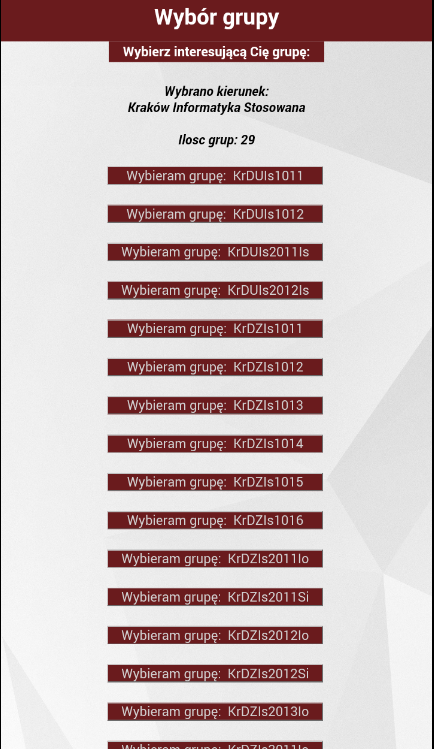 Wybór grupy
Wybierz interesującą Cię grupę:
Wybrano kierunek:
Kraków Informatyka Stosowana
Ilosc grup: 29
Wybieram grupę: KrDUIs1011
Wybieram grupę: KrDUIs1012
Wybieram grupę: KrDUIs2011Is
Wybieram grupę: KrDUIs2012Is
Wybieram grupę: KrDZIs1011
Wybieram grupę: KrDZIs1012
Wybieram grupę: KrDZIs1013
Wybieram grupę: KrDZIs1014
Wybieram grupę: KrDZIs1015
Wybieram grupę: KrDZIs1016
Wybieram grupę: KrDZIs2011Io
Wybieram grupę: KrDZIs2011Si
Wybieram grupę: KrDZIs2012Io
Wybieram grupę: KrDZIs2012Si
Wybieram grupę: KrDZIs2013Io
Wybieram grupę: